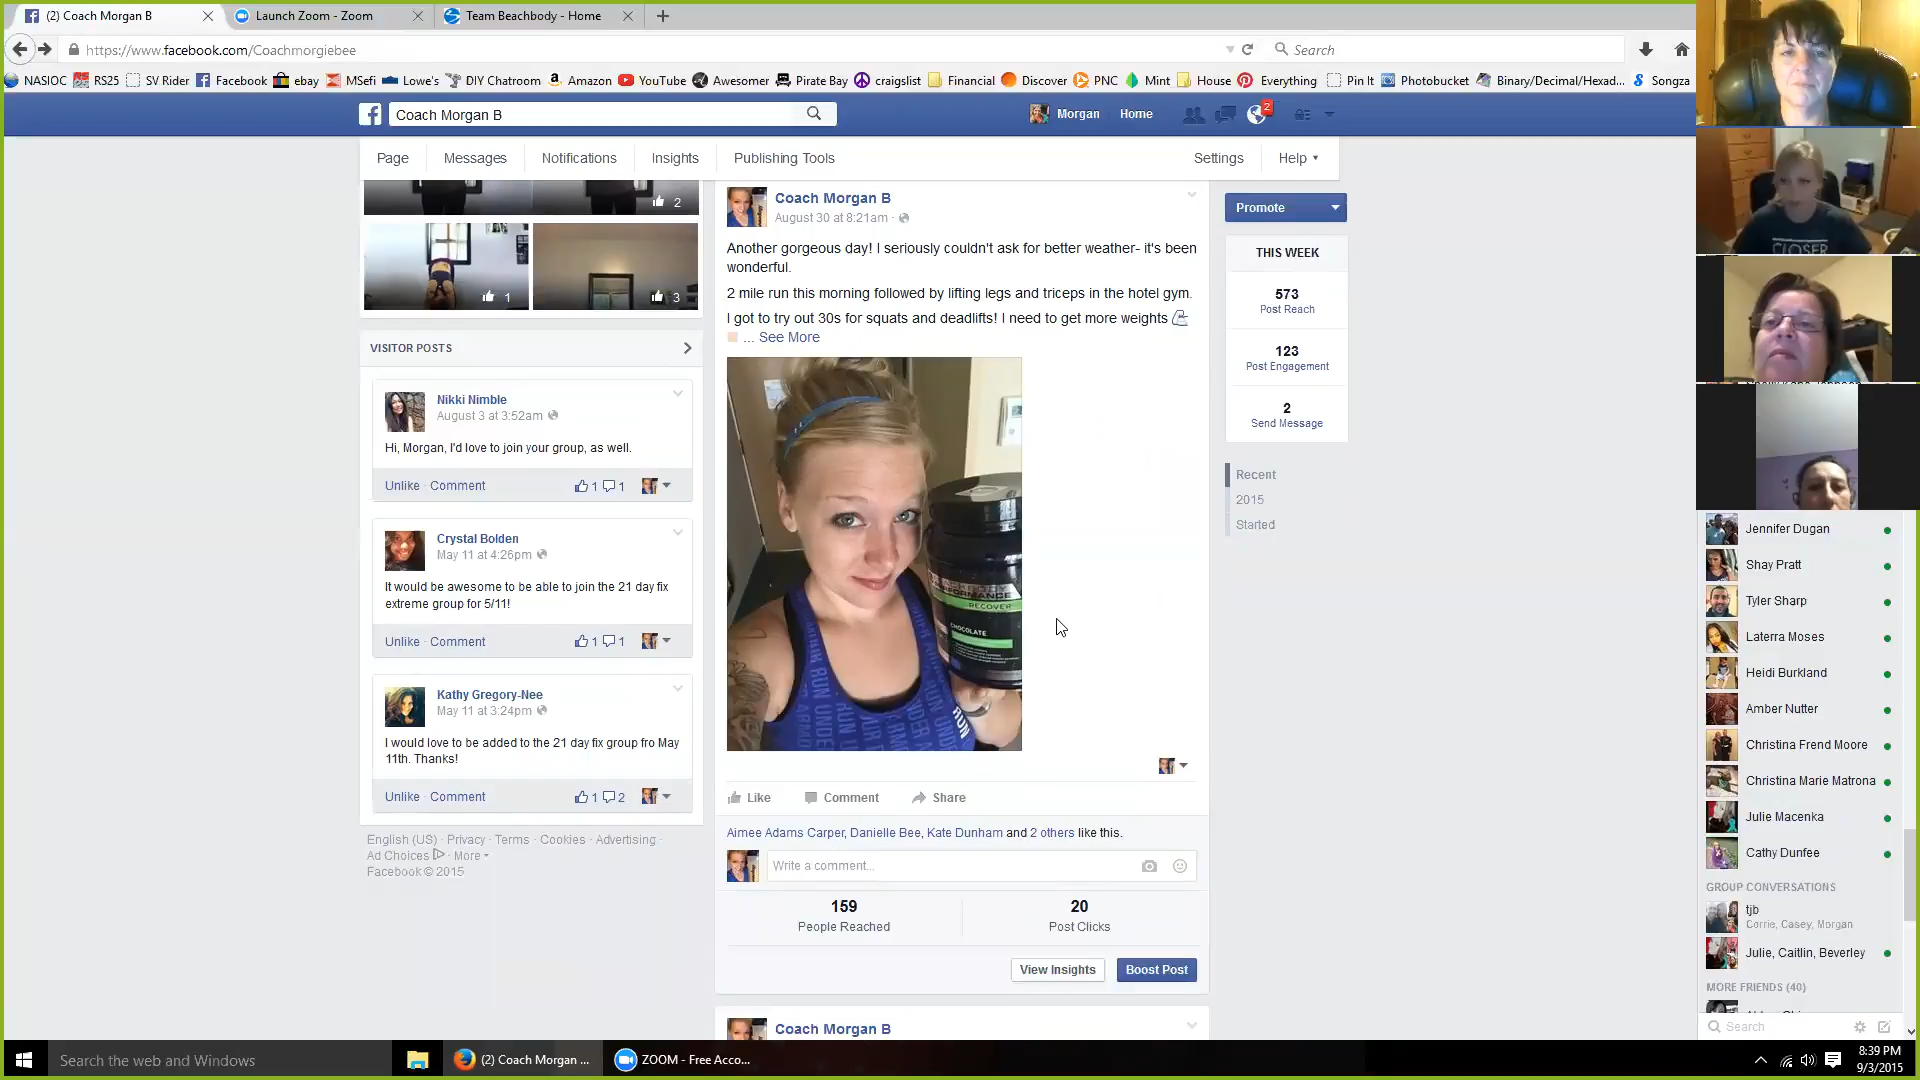 (2) Coach Morgan B
Launch Zoom - Zoom
Team Beachbody - Home
https://www.facebook.com/Coachmorgiebee
Search
NASIOC
RS25
SV Rider
Facebook
ebay
MSefi
Lowe's
DIY Chatroom
Amazon
YouTube
Awesomer
Pirate Bay
craigslist
Financial
Discover
PNC
Mint
House
Everything
Pin It
Photobucket
Binary/Decimal/Hexad...
Songza
Coach Morgan B
Morgan
Home
2
Page
Messages
Notifications
Insights
Publishing Tools
Settings
Help
2
1
3
VISITOR POSTS
Nikki Nimble
August 3 at 3:52am
Hi, Morgan, I'd love to join your group, as well.
Unlike · Comment
1
1
Crystal Bolden
May 11 at 4:26pm
It would be awesome to be able to join the 21 day fix
extreme group for 5/11!
Unlike · Comment
1
1
Kathy Gregory-Nee
May 11 at 3:24pm
I would love to be added to the 21 day fix group fro May
11th. Thanks!
Unlike · Comment
1
2
English (US) · Privacy · Terms · Cookies · Advertising ·
Ad Choices · More
Facebook © 2015
Coach Morgan B
August 30 at 8:21am ·
Another gorgeous day! I seriously couldn't ask for better weather- it's been
wonderful.
2 mile run this morning followed by lifting legs and triceps in the hotel gym.
I got to try out 30s for squats and deadlifts! I need to get more weights
... See More
RECOVER
CHOCOLATE
RUN
Like
Comment
Share
Aimee Adams Carper, Danielle Bee, Kate Dunham and 2 others like this.
Write a comment...
159
People Reached
20
Post Clicks
View Insights
Boost Post
Coach Morgan B
Promote
THIS WEEK
573
Post Reach
123
Post Engagement
2
Send Message
Recent
2015
Started
CLOSER
Jennifer Dugan
Shay Pratt
Tyler Sharp
Laterra Moses
Heidi Burkland
Amber Nutter
Christina Frend Moore
Christina Marie Matrona
Julie Macenka
Cathy Dunfee
GROUP CONVERSATIONS
tjb
Corrie, Casey, Morgan
Julie, Caitlin, Beverley
MORE FRIENDS (40)
Search
Search the web and Windows
(2) Coach Morgan ...
ZOOM - Free Acco...
8:39 PM
9/3/2015